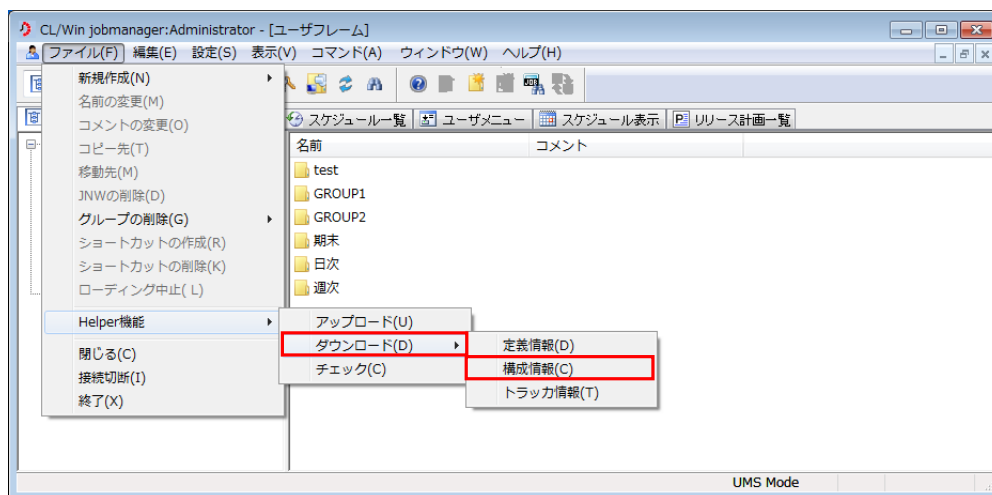 CL/Win jobmanager:Administrator - [ユーザフレーム]
ファイル(F) 編集(E) 設定(S) 表示(V) コマンド(A) ウィンドウ(W) ヘルプ(H)
新規作成(N)
名前の変更(M)
コメントの変更(O)
コピー先(T)
移動先(M)
JNWの削除(D)
グループの削除(G)
ショートカットの作成(R)
ショートカットの削除(K)
ローディング中止( L)
Helper機能
閉じる(C)
接続切断(I)
終了(X)
スケジュール一覧 ユーザメニュー スケジュール表示 リリース計画一覧
名前 コメント
test
GROUP1
GROUP2
期末
日次
週次
アップロード(U)
ダウンロード(D)
チェック(C)
定義情報(D)
構成情報(C)
トラッカ情報(T)
UMS Mode